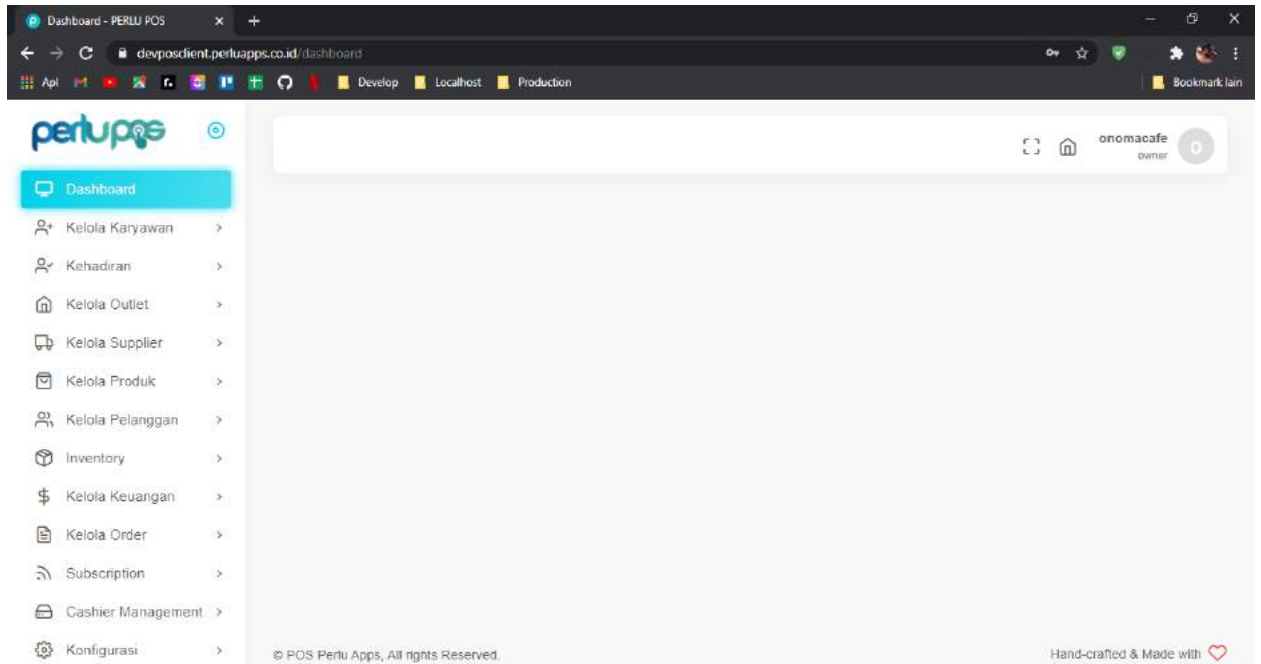 Dashboard - PERLU POS
devposclient.perluapps.co.id/dashboard
Apl
Develop
Localhost
Production
Bookmark lain
perlupos
onomacafe
owner
O
Dashboard
Kelola Karyawan
Kehadiran
Kelola Outlet
Kelola Supplier
Kelola Produk
Kelola Pelanggan
Inventory
Kelola Keuangan
Kelola Order
Subscription
Cashier Management
Konfigurasi
© POS Perlu Apps, All rights Reserved.
Hand-crafted & Made with